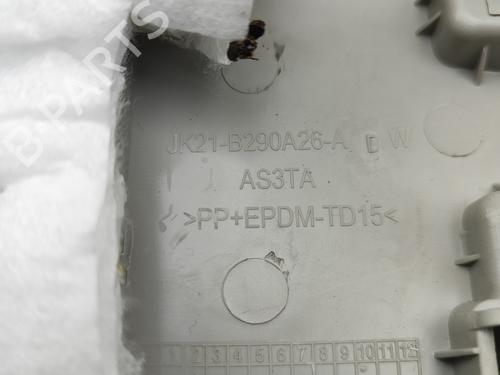 B-PARTS
JK21-B290A26-A D W
AS3TA
>PP+EPDM-TD15<
1 2 3 4 5 6 7 8 9 10 11 12